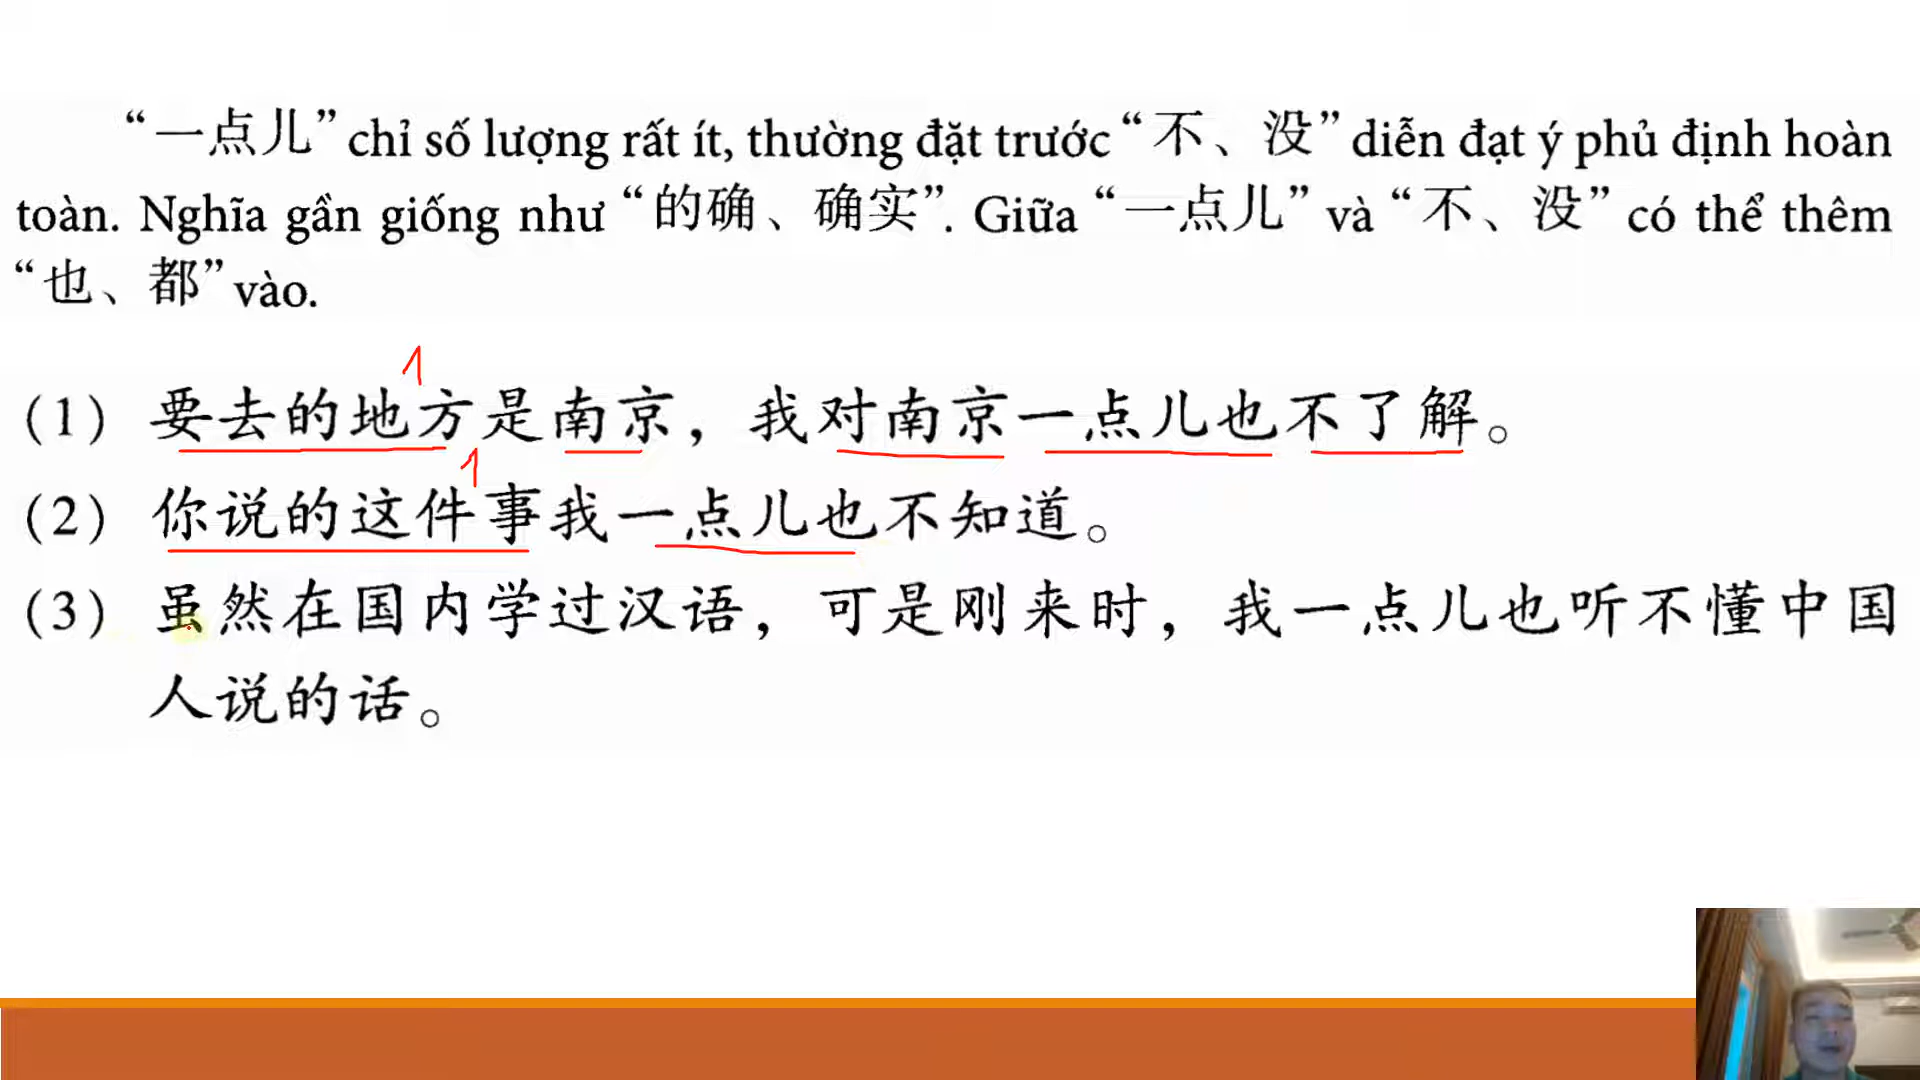 “一点儿” chỉ số lượng rất ít, thường đặt trước “不、没” diễn đạt ý phủ định hoàn
toàn. Nghĩa gần giống như “的确、确实”. Giữa “一点儿” và “不、没” có thể thêm
“也、都” vào.
1
(1) 要去的地方是南京，我对南京一点儿也不了解。
1
(2) 你说的这件事我一点儿也不知道。
(3) 虽然在国内学过汉语，可是刚来时，我一点儿也听不懂中国
人说的话。